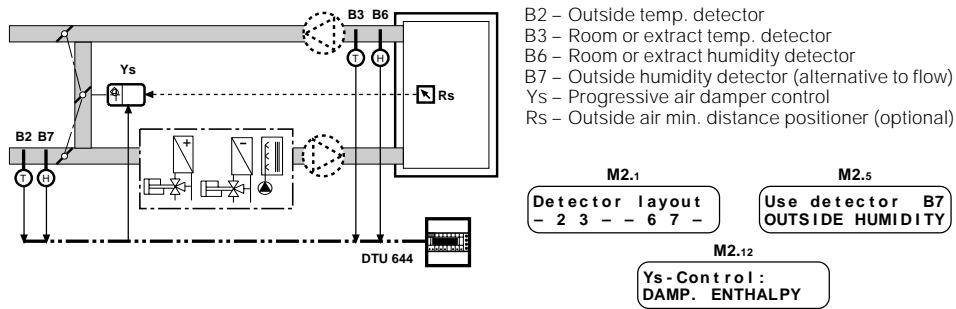 B3 B6
T H
Ys
Rs
B2 B7
+ –
T H
DTU 644
B2 – Outside temp. detector
B3 – Room or extract temp. detector
B6 – Room or extract humidity detector
B7 – Outside humidity detector (alternative to flow)
Ys – Progressive air damper control
Rs – Outside air min. distance positioner (optional)
M2.1
Detector layout
– 2 3 – – 6 7 –
M2.5
Use detector B7
OUTSIDE HUMIDITY
M2.12
Ys-Control:
DAMP. ENTHALPY